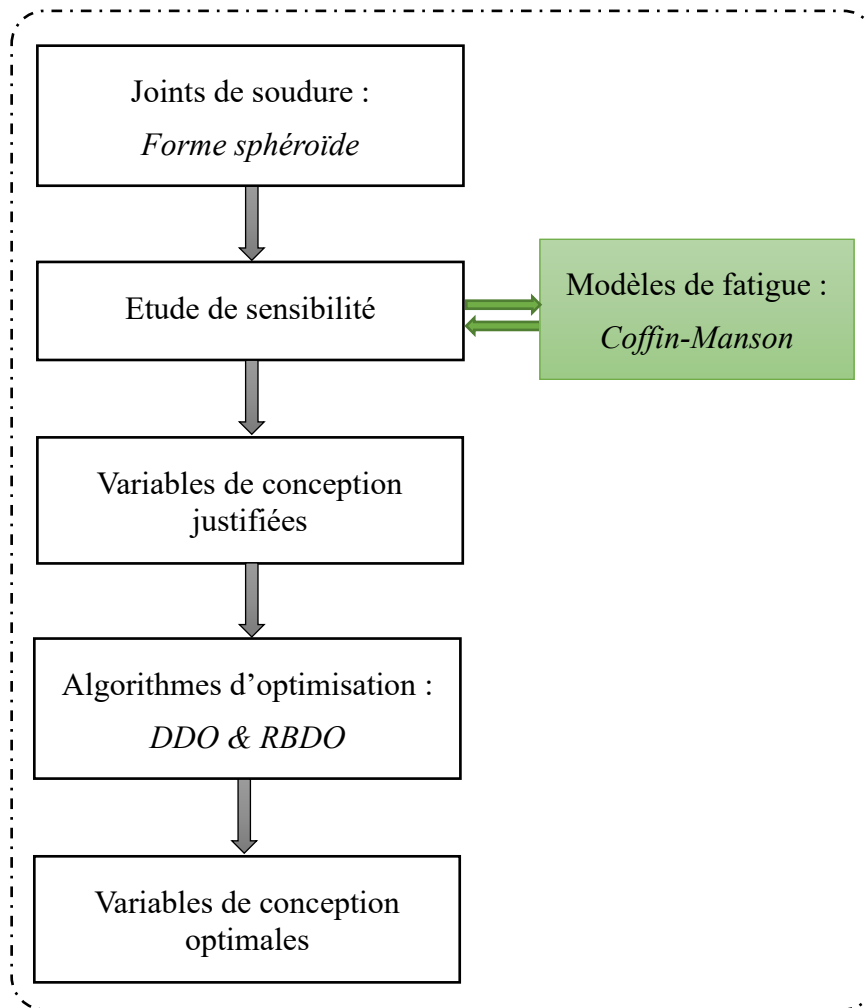 Joints de soudure :
Forme sphéroïde
Etude de sensibilité
Modèles de fatigue :
Coffin-Manson
Variables de conception
justifiées
Algorithmes d’optimisation :
DDO & RBDO
Variables de conception
optimales